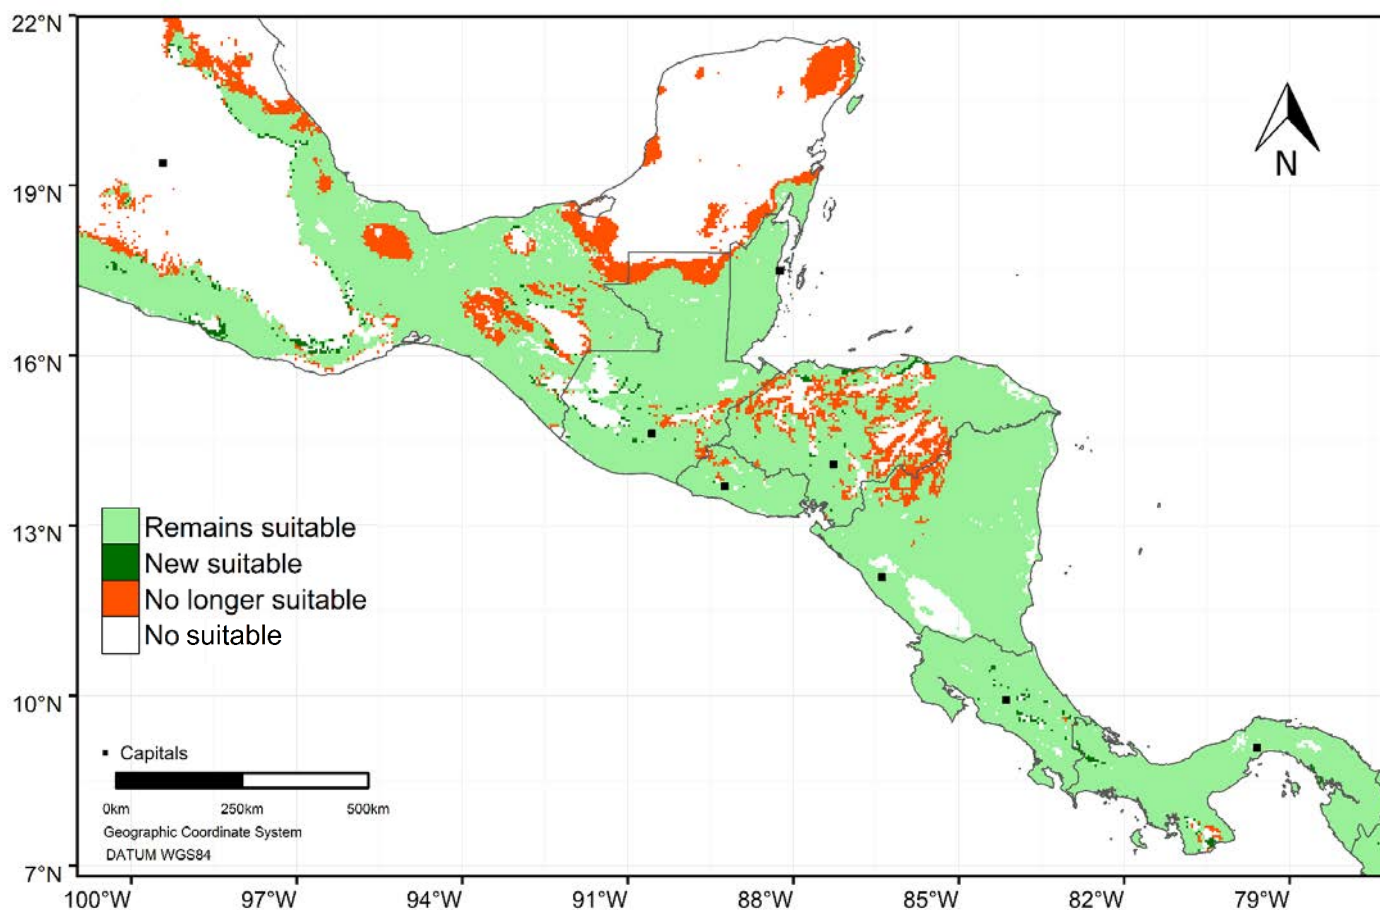 22°N
19°N
16°N
13°N
10°N
7°N
N
Remains suitable
New suitable
No longer suitable
No suitable
Capitals
0km 250km 500km
Geographic Coordinate System
DATUM WGS84
100°W 97°W 94°W 91°W 88°W 85°W 82°W 79°W